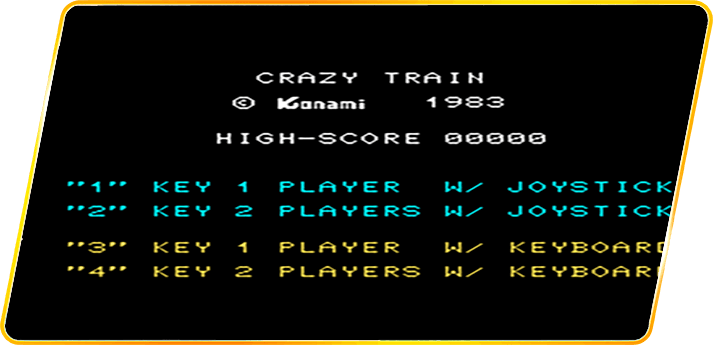 CRAZY TRAIN
© Konami 1983
HIGH-SCORE 00000
"1" KEY 1 PLAYER W/ JOYSTICK
"2" KEY 2 PLAYERS W/ JOYSTICK
"3" KEY 1 PLAYER W/ KEYBOARD
"4" KEY 2 PLAYERS W/ KEYBOARD